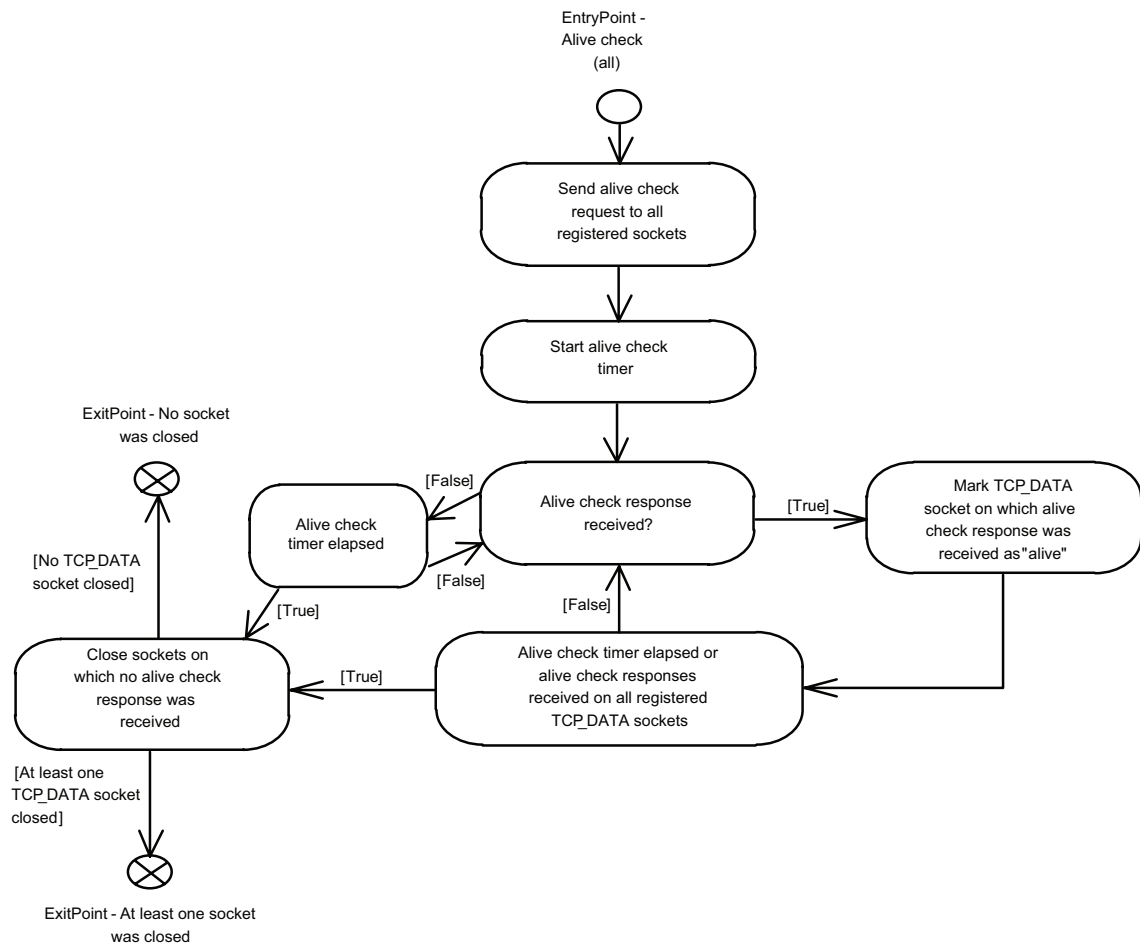 EntryPoint -
Alive check
(all)
Send alive check
request to all
registered sockets
Start alive check
timer
ExitPoint - No socket
was closed
[False]
Alive check response
received?
[True]
Mark TCP_DATA
socket on which alive
check response was
received as "alive"
Alive check
timer elapsed
[No TCP_DATA
socket closed]
[False]
[True]
[False]
Close sockets on
which no alive check
response was
received
[True]
Alive check timer elapsed or
alive check responses
received on all registered
TCP_DATA sockets
[At least one
TCP_DATA socket
closed]
ExitPoint - At least one socket
was closed